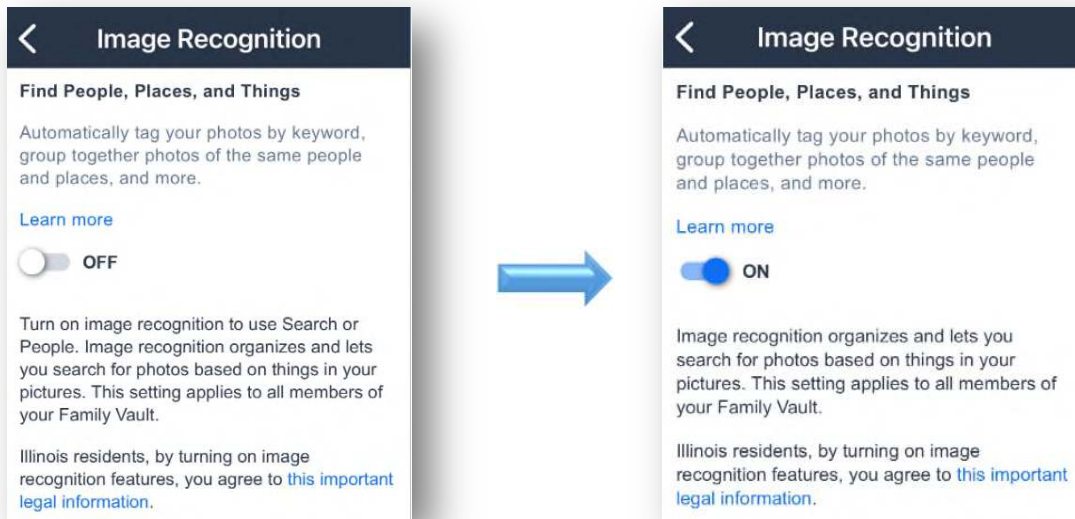 Image Recognition
Find People, Places, and Things
Automatically tag your photos by keyword,
group together photos of the same people
and places, and more.
Learn more
OFF
Turn on image recognition to use Search or
People. Image recognition organizes and lets
you search for photos based on things in your
pictures. This setting applies to all members of
your Family Vault.
Illinois residents, by turning on image
recognition features, you agree to this important
legal information.
Image Recognition
Find People, Places, and Things
Automatically tag your photos by keyword,
group together photos of the same people
and places, and more.
Learn more
ON
Image recognition organizes and lets you
search for photos based on things in your
pictures. This setting applies to all members of
your Family Vault.
Illinois residents, by turning on image
recognition features, you agree to this important
legal information.